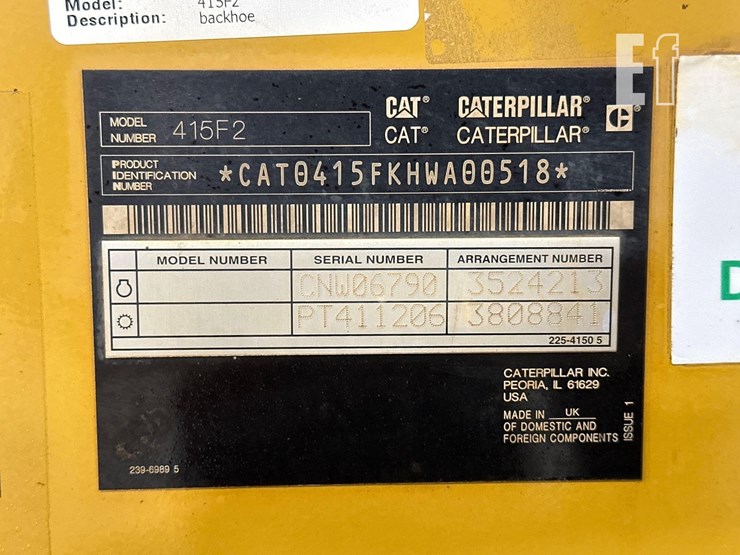 Model: 415F2
Description: backhoe
Ef
MODEL NUMBER 415F2
CAT® CATERPILLAR®
CAT® CATERPILLAR®
C
PRODUCT IDENTIFICATION NUMBER *CAT0415FKHWA00518*
MODEL NUMBER SERIAL NUMBER ARRANGEMENT NUMBER
CNW06790 3524213
PT411206 3808841
225-4150 5
CATERPILLAR INC.
PEORIA, IL 61629
USA
MADE IN UK
OF DOMESTIC AND
FOREIGN COMPONENTS
ISSUE 1
239-6989 5
D